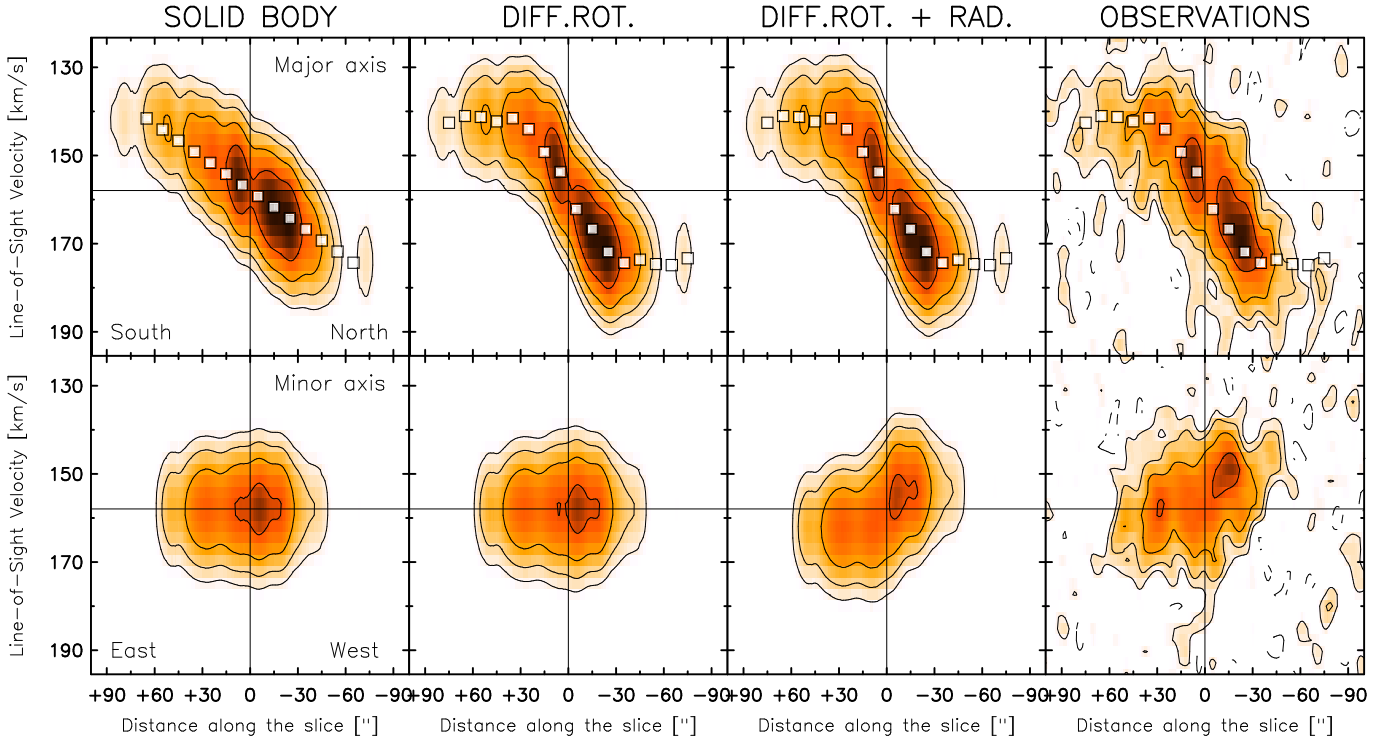 SOLID BODY
DIFF.ROT.
DIFF.ROT. + RAD.
OBSERVATIONS
Line-of-Sight Velocity [km/s]
130
150
170
190
Major axis
South
North
Line-of-Sight Velocity [km/s]
130
150
170
190
Minor axis
East
West
+90 +60 +30 0 -30 -60 -90
+90 +60 +30 0 -30 -60 -90
+90 +60 +30 0 -30 -60 -90
+90 +60 +30 0 -30 -60 -90
Distance along the slice ["]
Distance along the slice ["]
Distance along the slice ["]
Distance along the slice ["]